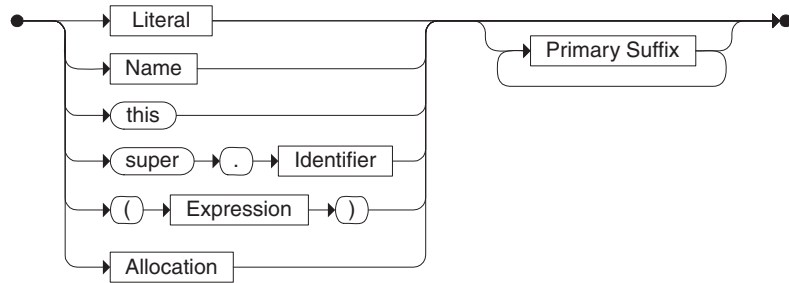 Literal
Primary Suffix
Name
this
super . Identifier
( Expression )
Allocation